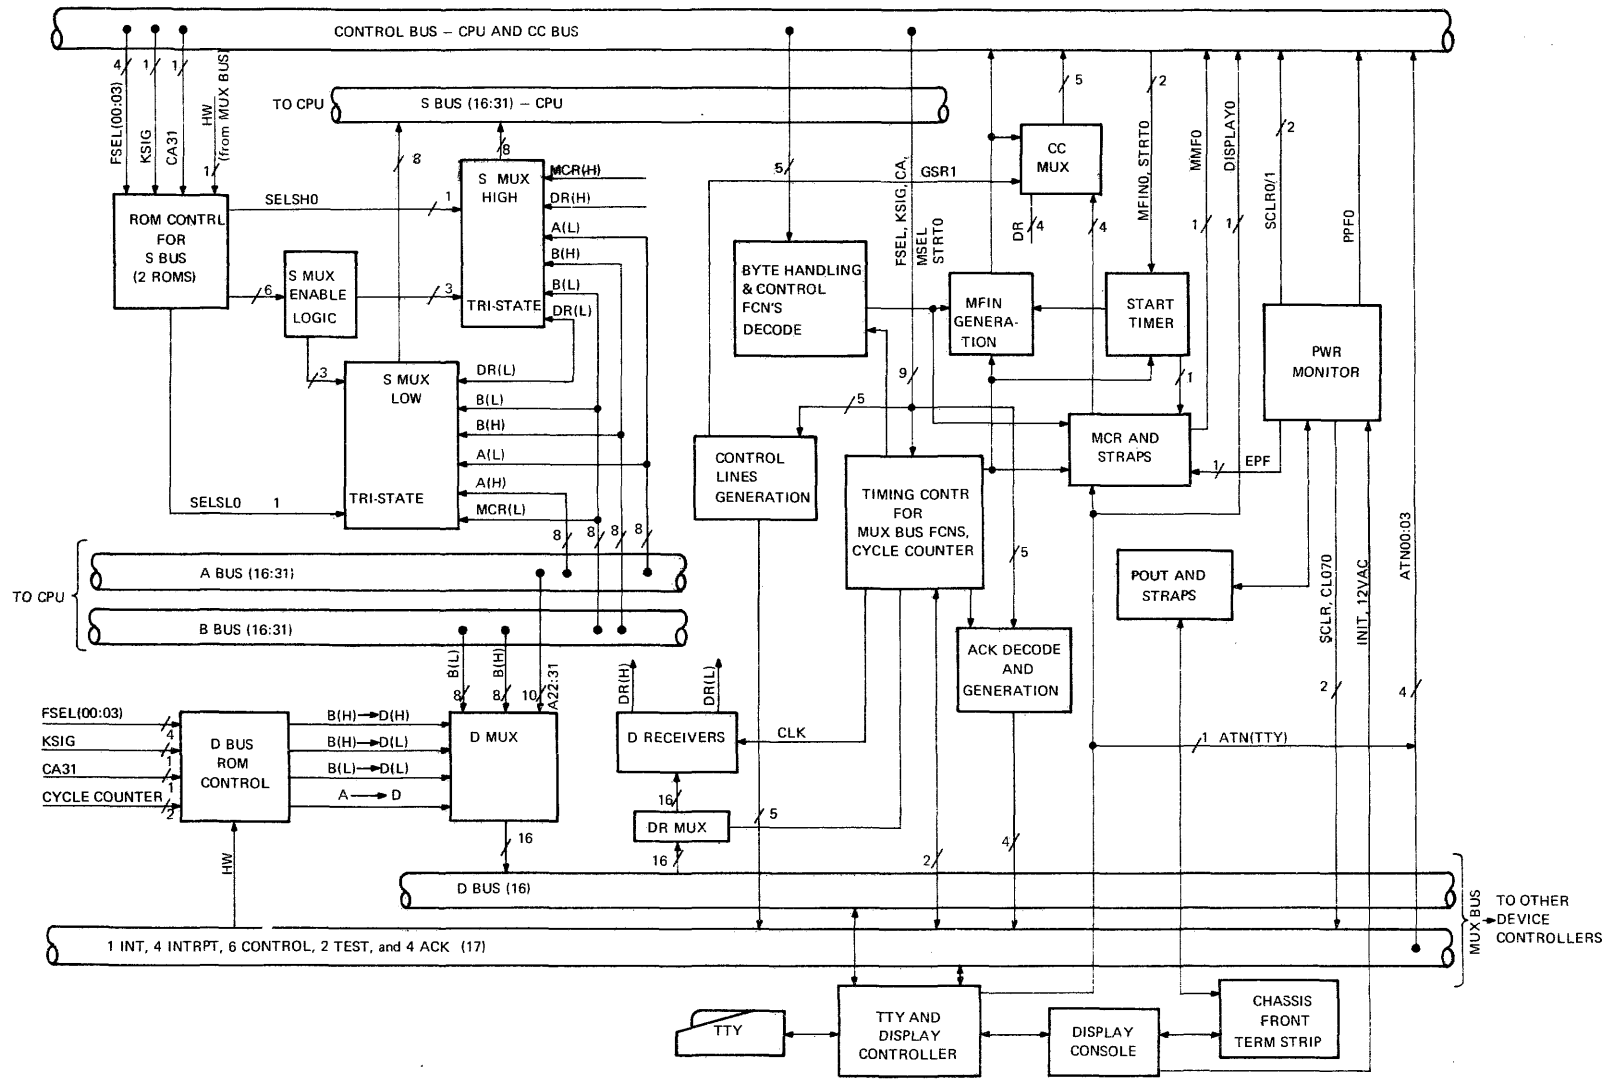 CONTROL BUS – CPU AND CC BUS
4
1
1
FSEL(00:03)
KSIG
CA31
HW
(from MUX BUS)
1
TO CPU
S BUS (16:31) – CPU
8
8
ROM CONTRL
FOR
S BUS
(2 ROMS)
SELSH0
1
6
S MUX
ENABLE
LOGIC
3
3
S MUX
HIGH
TRI-STATE
MCR(H)
DR(H)
A(L)
B(H)
B(L)
DR(L)
S MUX
LOW
TRI-STATE
DR(L)
B(L)
B(H)
A(L)
A(H)
MCR(L)
SELSL0
1
8
8
8
8
5
FSEL, KSIG, CA,
MSEL
STRT0
GSR1
CC
MUX
5
DR
4
4
MFIN0, STRT0
2
MMF0
1
DISPLAY0
1
SCLR0/1
2
PPF0
BYTE HANDLING
& CONTROL
FCN'S
DECODE
MFIN
GENERA-
TION
START
TIMER
PWR
MONITOR
9
5
1
CONTROL
LINES
GENERATION
TIMING CONTR
FOR
MUX BUS FCNS,
CYCLE COUNTER
MCR AND
STRAPS
1
EPF
5
POUT AND
STRAPS
SCLR, CL070
INIT, 12VAC
ATN00:03
TO CPU
A BUS (16:31)
B BUS (16:31)
B(L)
8
B(H)
8
10
A22:31
DR(H)
DR(L)
ACK DECODE
AND
GENERATION
2
4
FSEL(00:03)
4
KSIG
1
CA31
1
CYCLE COUNTER
2
D BUS
ROM
CONTROL
B(H)→D(H)
B(H)→D(L)
B(L)→D(L)
A → D
D MUX
D RECEIVERS
CLK
1 ATN(TTY)
16
DR MUX
16
16
5
2
4
HW
D BUS (16)
1 INT, 4 INTRPT, 6 CONTROL, 2 TEST, and 4 ACK (17)
MUX BUS
TO OTHER
DEVICE
CONTROLLERS
TTY
TTY AND
DISPLAY
CONTROLLER
DISPLAY
CONSOLE
CHASSIS
FRONT
TERM STRIP